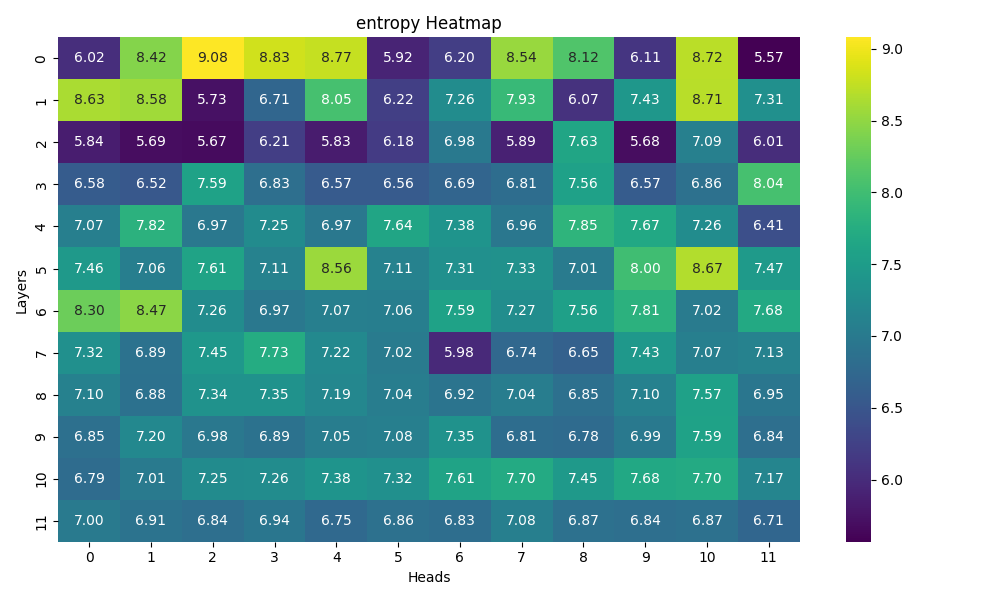 entropy Heatmap
0 6.02 8.42 9.08 8.83 8.77 5.92 6.20 8.54 8.12 6.11 8.72 5.57
1 8.63 8.58 5.73 6.71 8.05 6.22 7.26 7.93 6.07 7.43 8.71 7.31
2 5.84 5.69 5.67 6.21 5.83 6.18 6.98 5.89 7.63 5.68 7.09 6.01
3 6.58 6.52 7.59 6.83 6.57 6.56 6.69 6.81 7.56 6.57 6.86 8.04
4 7.07 7.82 6.97 7.25 6.97 7.64 7.38 6.96 7.85 7.67 7.26 6.41
5 7.46 7.06 7.61 7.11 8.56 7.11 7.31 7.33 7.01 8.00 8.67 7.47
6 8.30 8.47 7.26 6.97 7.07 7.06 7.59 7.27 7.56 7.81 7.02 7.68
7 7.32 6.89 7.45 7.73 7.22 7.02 5.98 6.74 6.65 7.43 7.07 7.13
8 7.10 6.88 7.34 7.35 7.19 7.04 6.92 7.04 6.85 7.10 7.57 6.95
9 6.85 7.20 6.98 6.89 7.05 7.08 7.35 6.81 6.78 6.99 7.59 6.84
10 6.79 7.01 7.25 7.26 7.38 7.32 7.61 7.70 7.45 7.68 7.70 7.17
11 7.00 6.91 6.84 6.94 6.75 6.86 6.83 7.08 6.87 6.84 6.87 6.71
0 1 2 3 4 5 6 7 8 9 10 11
Heads
Layers
9.0
8.5
8.0
7.5
7.0
6.5
6.0